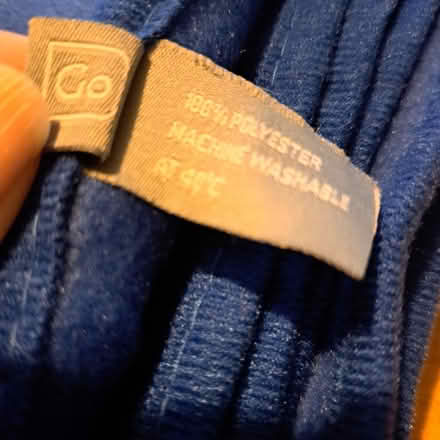 Go
100% POLYESTER
MACHINE WASHABLE
AT 40°C